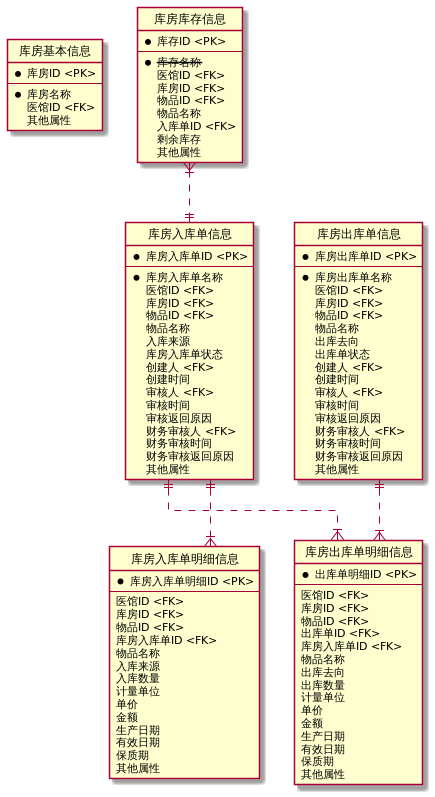 库房基本信息
库房ID <PK>
库房名称
医馆ID <FK>
其他属性
库房库存信息
库存ID <PK>
库存名称
医馆ID <FK>
库房ID <FK>
物品ID <FK>
物品名称
入库单ID <FK>
剩余库存
其他属性
库房入库单信息
库房入库单ID <PK>
库房入库单名称
医馆ID <FK>
库房ID <FK>
物品ID <FK>
物品名称
入库来源
库房入库单状态
创建人 <FK>
创建时间
审核人 <FK>
审核时间
审核返回原因
财务审核人 <FK>
财务审核时间
财务审核返回原因
其他属性
库房出库单信息
库房出库单ID <PK>
库房出库单名称
医馆ID <FK>
库房ID <FK>
物品ID <FK>
物品名称
出库去向
出库单状态
创建人 <FK>
创建时间
审核人 <FK>
审核时间
审核返回原因
财务审核人 <FK>
财务审核时间
财务审核返回原因
其他属性
库房入库单明细信息
库房入库单明细ID <PK>
医馆ID <FK>
库房ID <FK>
物品ID <FK>
库房入库单ID <FK>
物品名称
入库来源
入库数量
计量单位
单价
金额
生产日期
有效日期
保质期
其他属性
库房出库单明细信息
出库单明细ID <PK>
医馆ID <FK>
库房ID <FK>
物品ID <FK>
出库单ID <FK>
库房入库单ID <FK>
物品名称
出库去向
出库数量
计量单位
单价
金额
生产日期
有效日期
保质期
其他属性